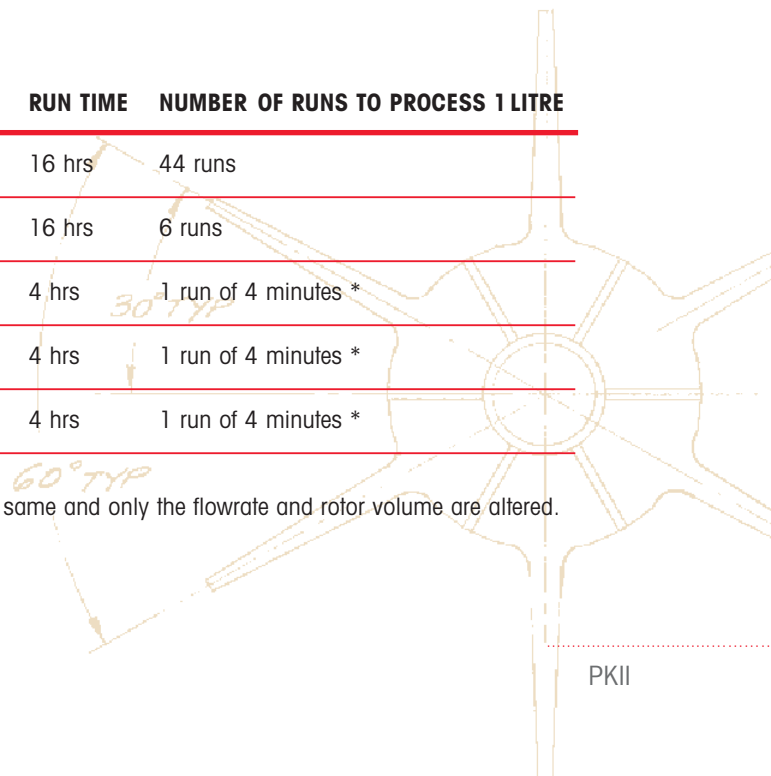 RUN TIME NUMBER OF RUNS TO PROCESS 1 LITRE
16 hrs 44 runs
16 hrs 6 runs
4 hrs 1 run of 4 minutes *
30° TYP
4 hrs 1 run of 4 minutes *
4 hrs 1 run of 4 minutes *
60° TYP
same and only the flowrate and rotor volume are altered.
PKII